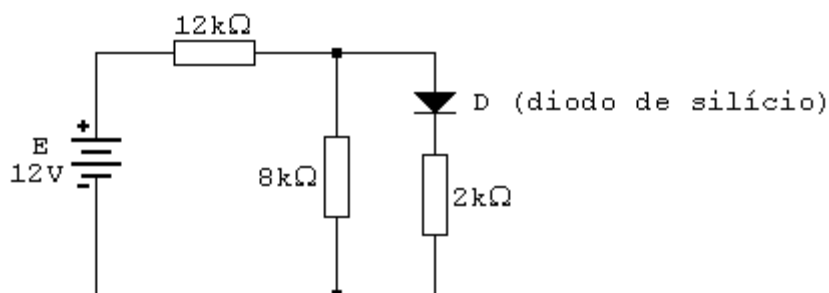 12kΩ
D (diodo de silício)
+
E
12V
-
8kΩ
2kΩ